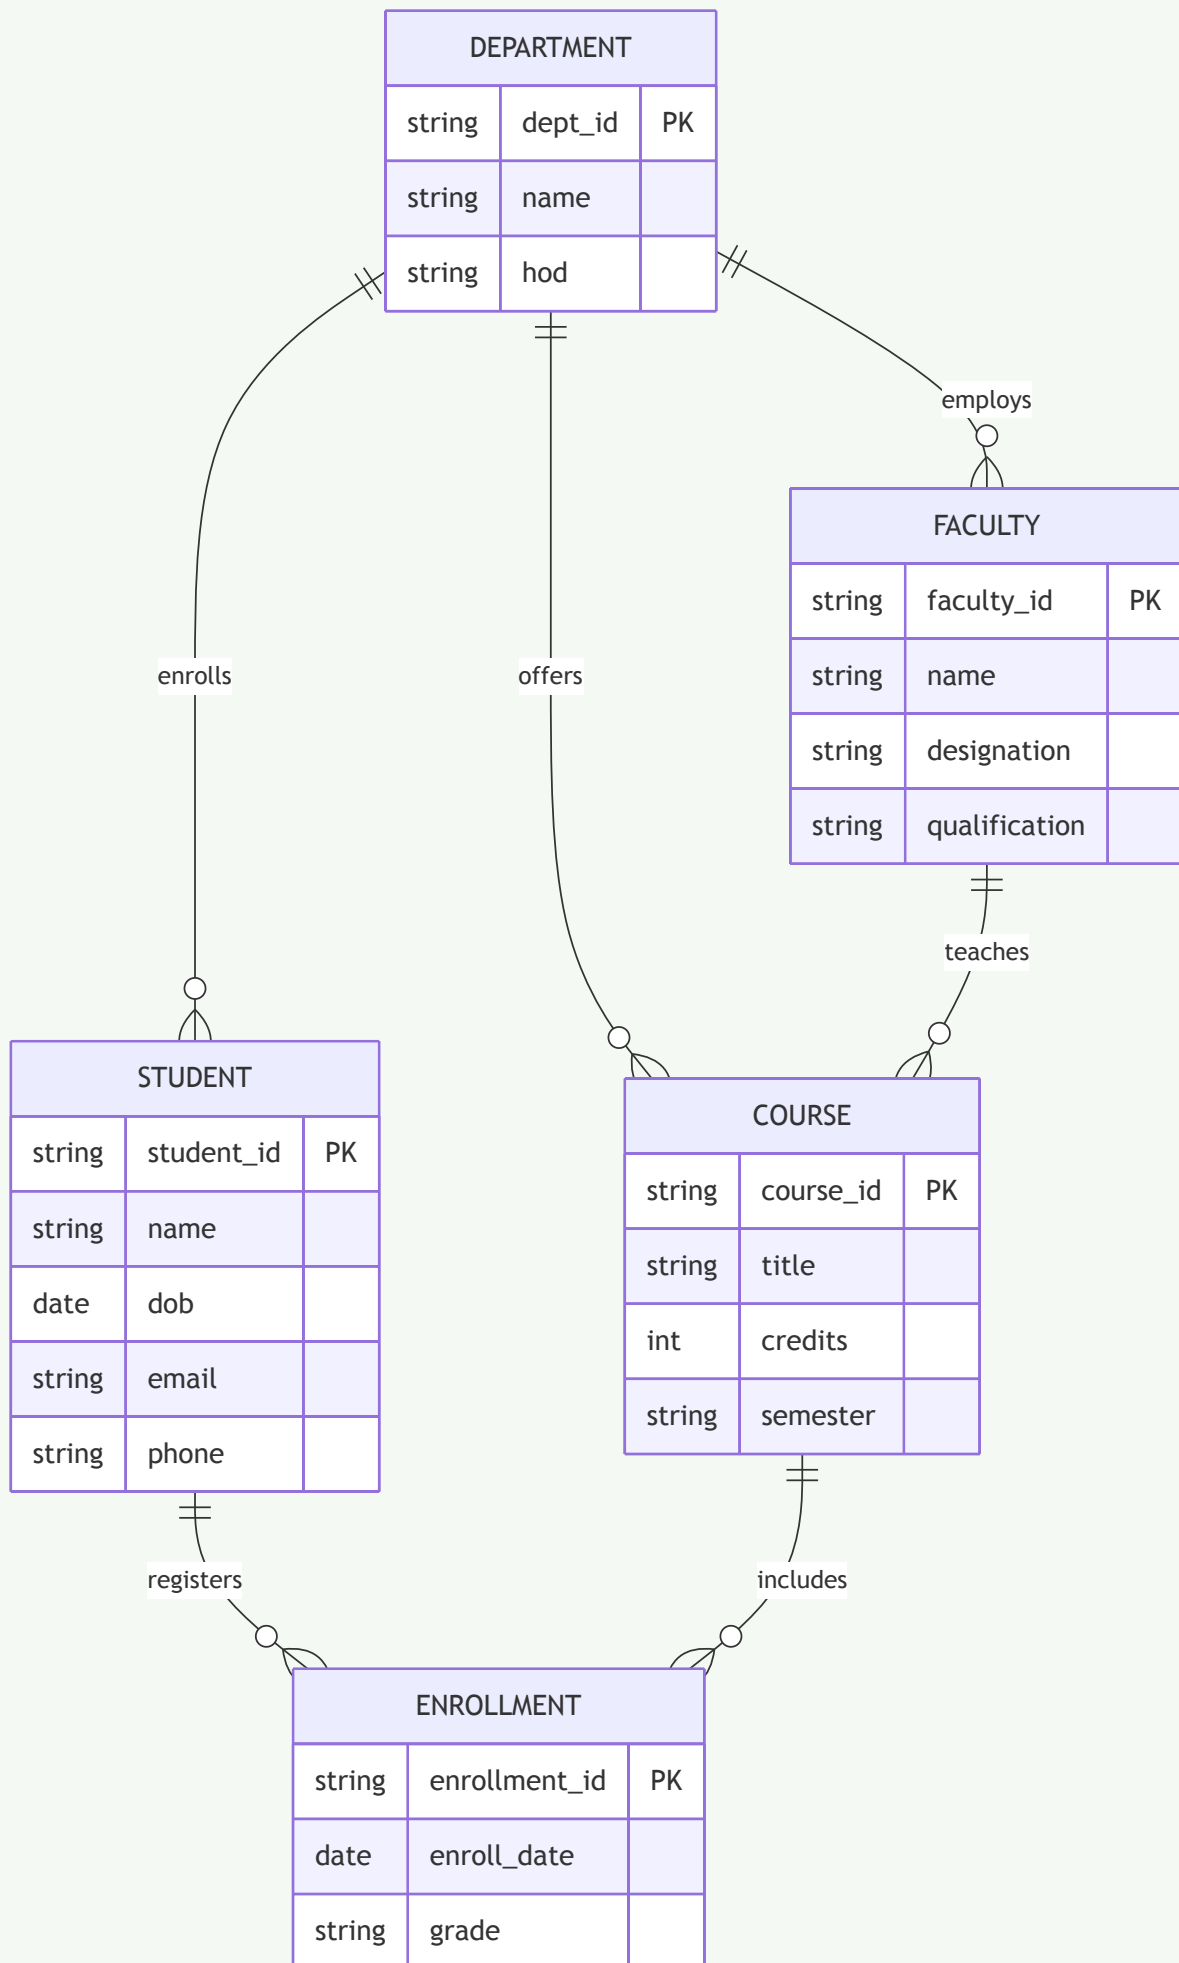 DEPARTMENT
string dept_id PK
string name
string hod
employs
FACULTY
string faculty_id PK
string name
string designation
string qualification
enrolls
offers
teaches
STUDENT
string student_id PK
string name
date dob
string email
string phone
COURSE
string course_id PK
string title
int credits
string semester
registers
includes
ENROLLMENT
string enrollment_id PK
date enroll_date
string grade